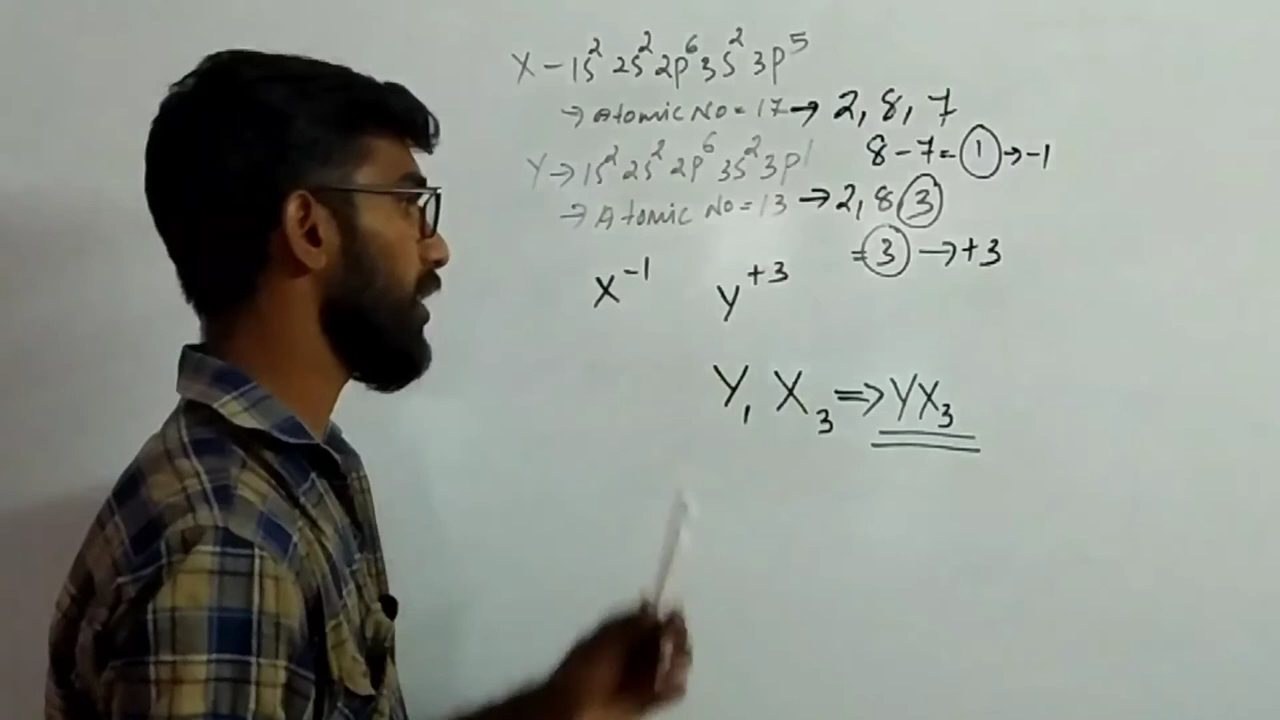 X - 1s² 2s² 2p⁶ 3s² 3p⁵
→ Atomic No = 17 → 2, 8, 7
8 - 7 = 1 → -1
Y → 1s² 2s² 2p⁶ 3s² 3p¹
→ Atomic No = 13 → 2, 8 3
= 3 → +3
X⁻¹ Y⁺³
Y₁ X₃ ⇒ YX₃